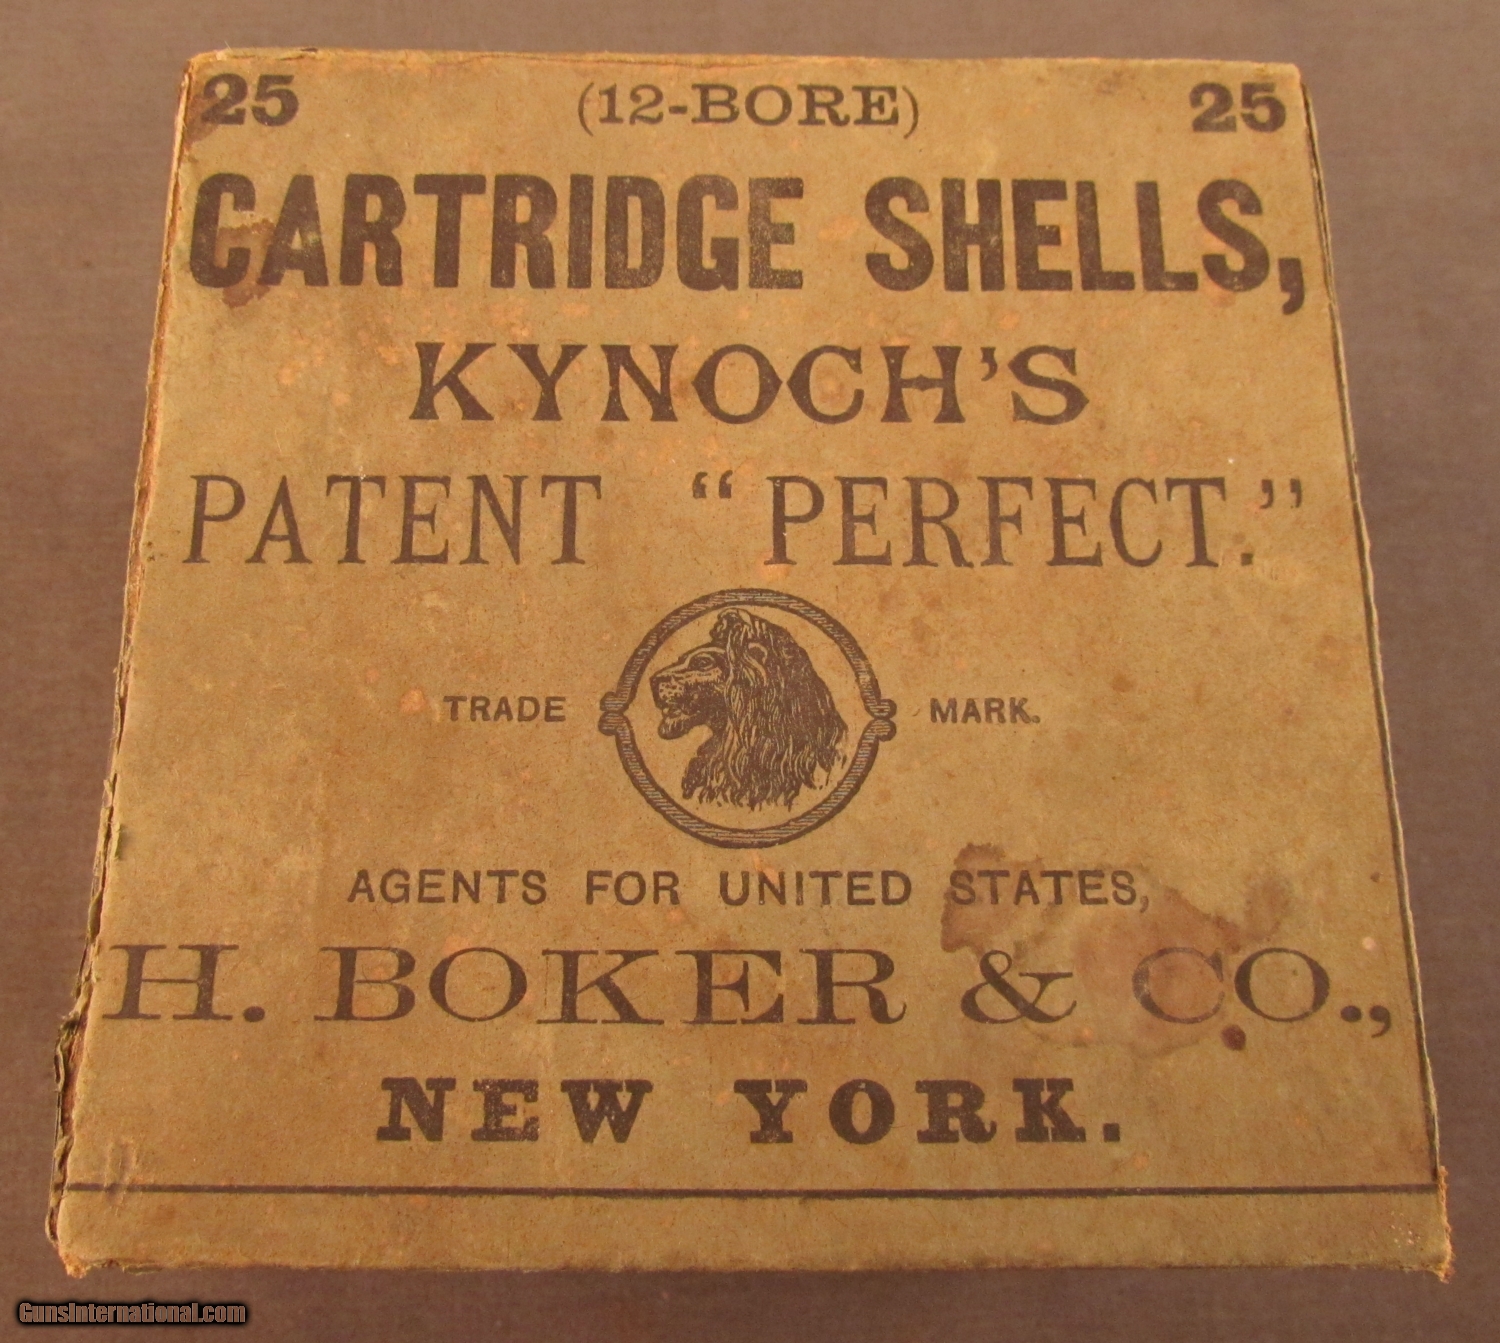 25 (12-BORE) 25
CARTRIDGE SHELLS,
KYNOCH'S
PATENT "PERFECT."
TRADE MARK.
AGENTS FOR UNITED STATES,
H. BOKER & CO.,
NEW YORK.
GunsInternational.com